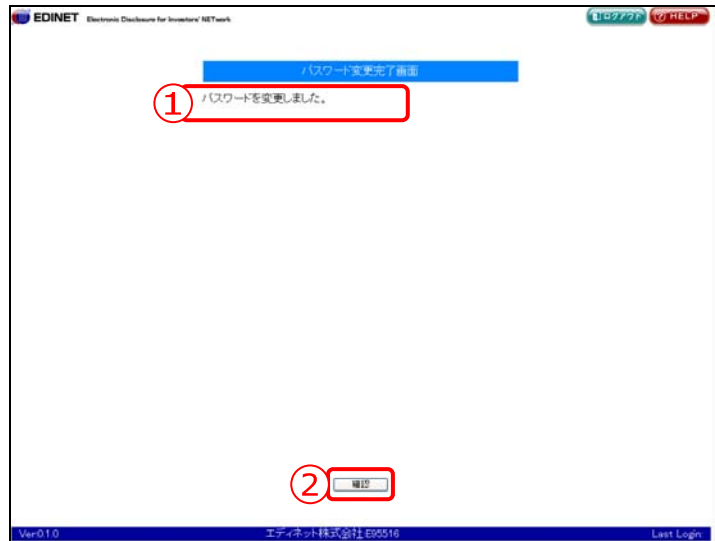 EDINET Electronic Disclosure for Investors' NETwork ログアウト HELP
パスワード変更完了画面
① パスワードを変更しました。
② 確認
Ver0.1.0 エディネット株式会社 E95516 Last Login: